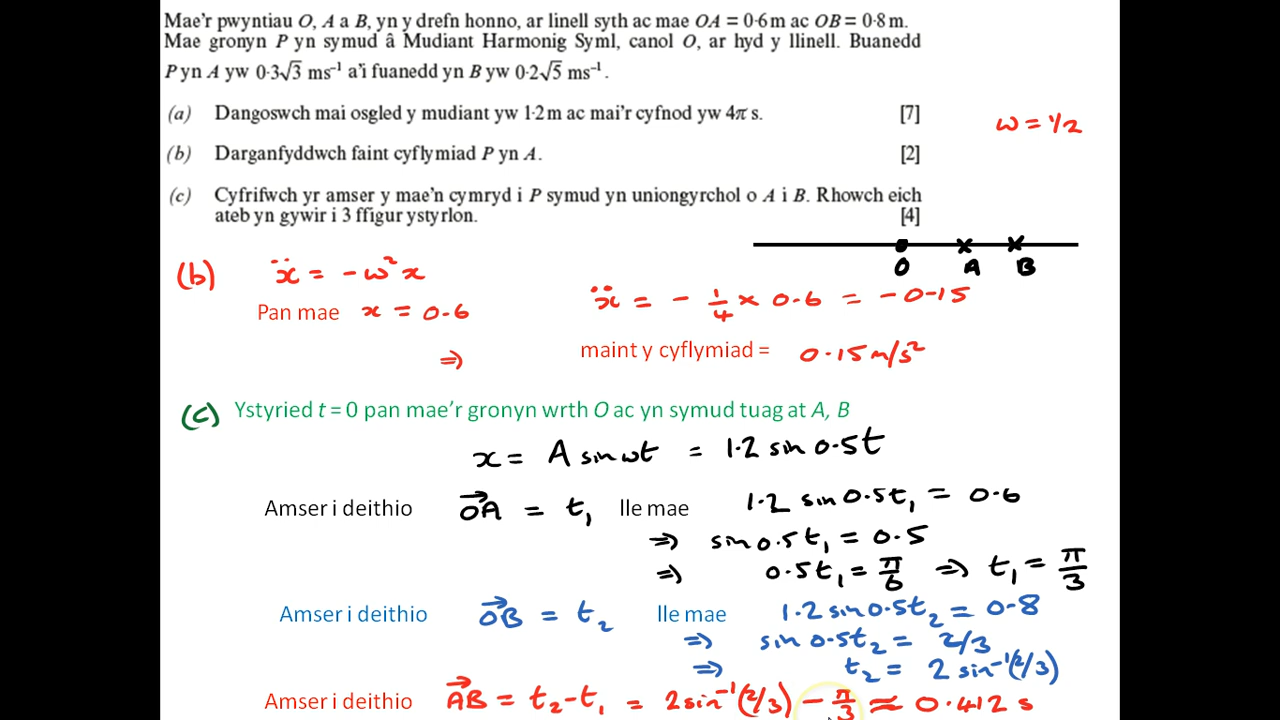 Mae'r pwyntiau O, A a B, yn y drefn honno, ar linell syth ac mae OA = 0·6 m ac OB = 0·8 m.
Mae gronyn P yn symud â Mudiant Harmonig Syml, canol O, ar hyd y llinell. Buanedd
P yn A yw 0·3√3 ms⁻¹ a'i fuanedd yn B yw 0·2√5 ms⁻¹.
(a) Dangoswch mai osgled y mudiant yw 1·2 m ac mai'r cyfnod yw 4π s. [7]
ω = 1/2
(b) Darganfyddwch faint cyflymiad P yn A. [2]
(c) Cyfrifwch yr amser y mae'n cymryd i P symud yn uniongyrchol o A i B. Rhowch eich
ateb yn gywir i 3 ffigur ystyrlon. [4]
O A B
(b) ẍ = -ω²x
Pan mae x = 0.6 ẍ = - 1/4 × 0.6 = -0.15
⇒ maint y cyflymiad = 0.15 m/s²
(c) Ystyried t = 0 pan mae'r gronyn wrth O ac yn symud tuag at A, B
x = A sin ωt = 1.2 sin 0.5t
Amser i deithio OA→ = t₁ lle mae 1.2 sin 0.5t₁ = 0.6
⇒ sin 0.5t₁ = 0.5
⇒ 0.5t₁ = π/6 ⇒ t₁ = π/3
Amser i deithio OB→ = t₂ lle mae 1.2 sin 0.5t₂ = 0.8
⇒ sin 0.5t₂ = 2/3
⇒ t₂ = 2 sin⁻¹(2/3)
Amser i deithio AB→ = t₂-t₁ = 2 sin⁻¹(2/3) - π/3 ≈ 0.412 s